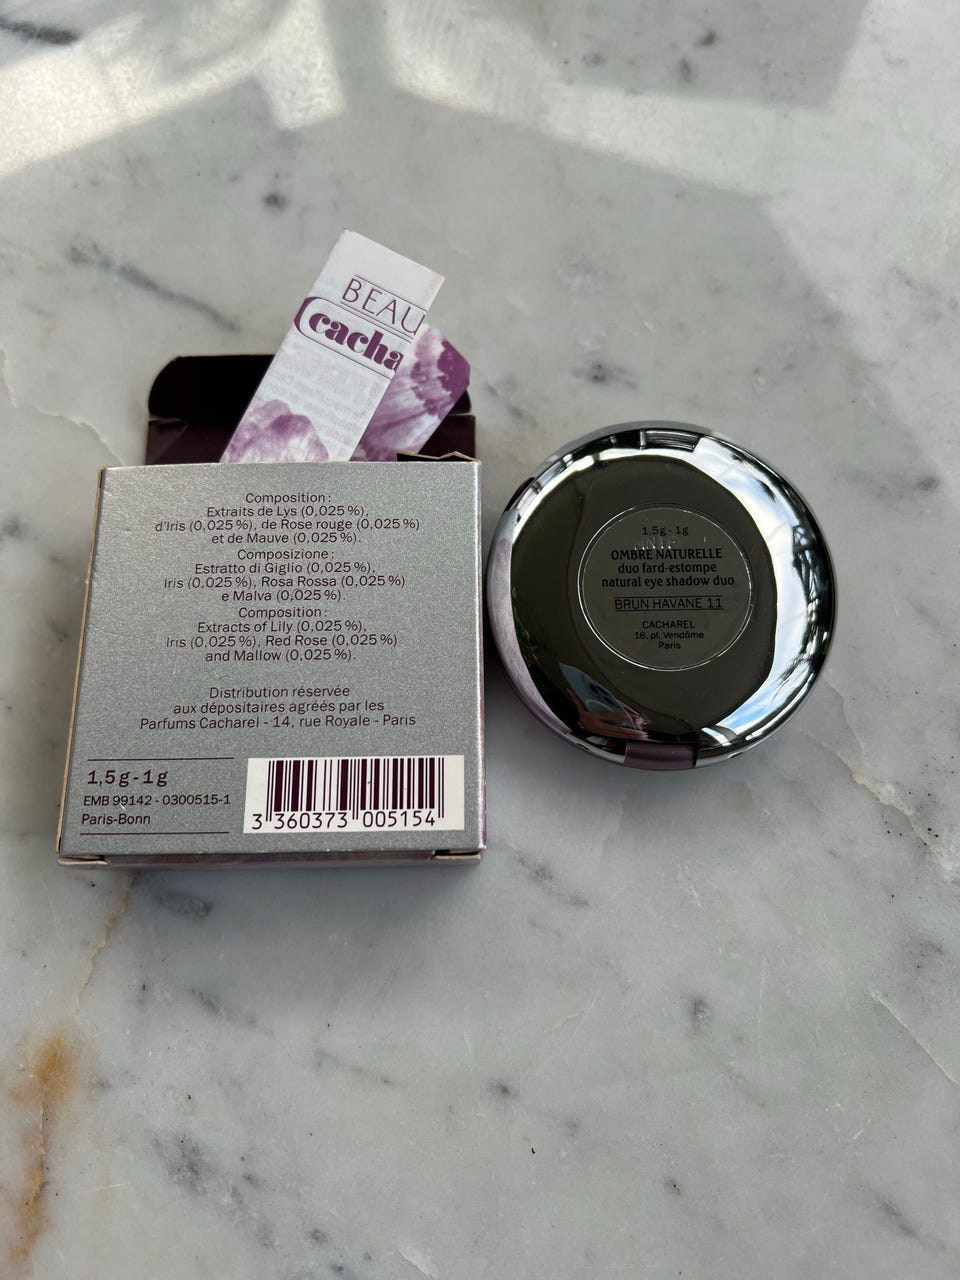 BEAU
cacha
Composition :
Extraits de Lys (0,025 %),
d'Iris (0,025 %), de Rose rouge (0,025 %)
et de Mauve (0,025 %).
Composizione :
Estratto di Giglio (0,025 %),
Iris (0,025 %), Rosa Rossa (0,025 %)
e Malva (0,025 %).
Composition :
Extracts of Lily (0,025 %),
Iris (0,025 %), Red Rose (0,025 %)
and Mallow (0,025 %).
Distribution réservée
aux dépositaires agréés par les
Parfums Cacharel - 14, rue Royale - Paris
1,5 g - 1 g
EMB 99142 - 0300515-1
Paris-Bonn
3 360373 005154
1,5g - 1g
OMBRE NATURELLE
duo fard-estompe
natural eye shadow duo
BRUN HAVANE 11
CACHAREL
16, pl. Vendôme
Paris